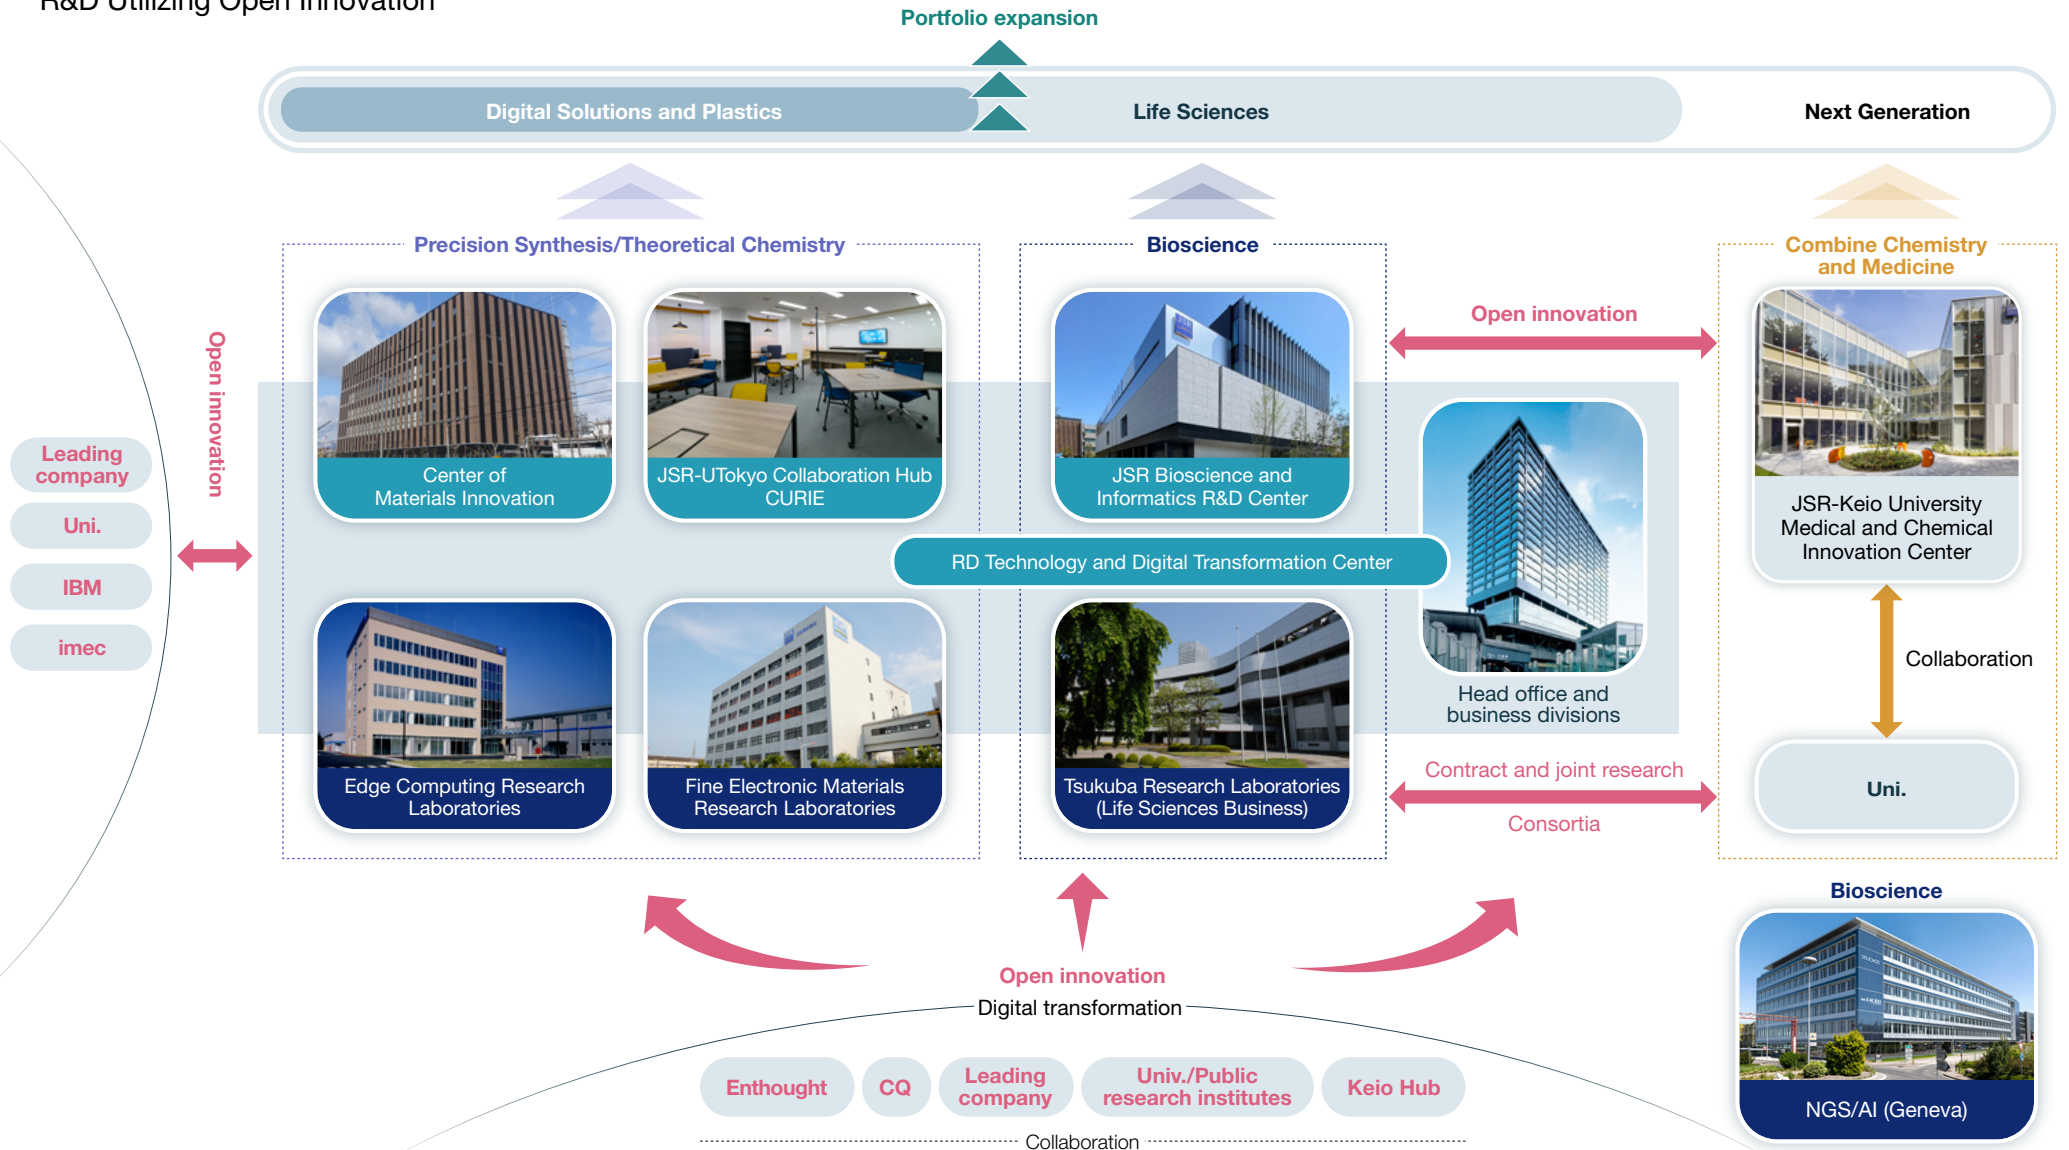 R&D Utilizing Open Innovation
Portfolio expansion
Digital Solutions and Plastics
Life Sciences
Next Generation
Precision Synthesis/Theoretical Chemistry
Bioscience
Combine Chemistry
and Medicine
Open innovation
Leading
company
Uni.
IBM
imec
Center of
Materials Innovation
JSR-UTokyo Collaboration Hub
CURIE
JSR Bioscience and
Informatics R&D Center
Open innovation
JSR-Keio University
Medical and Chemical
Innovation Center
RD Technology and Digital Transformation Center
Edge Computing Research
Laboratories
Fine Electronic Materials
Research Laboratories
Tsukuba Research Laboratories
(Life Sciences Business)
Head office and
business divisions
Collaboration
Contract and joint research
Consortia
Uni.
Open innovation
Digital transformation
Enthought
CQ
Leading
company
Univ./Public
research institutes
Keio Hub
Collaboration
Bioscience
NGS/AI (Geneva)